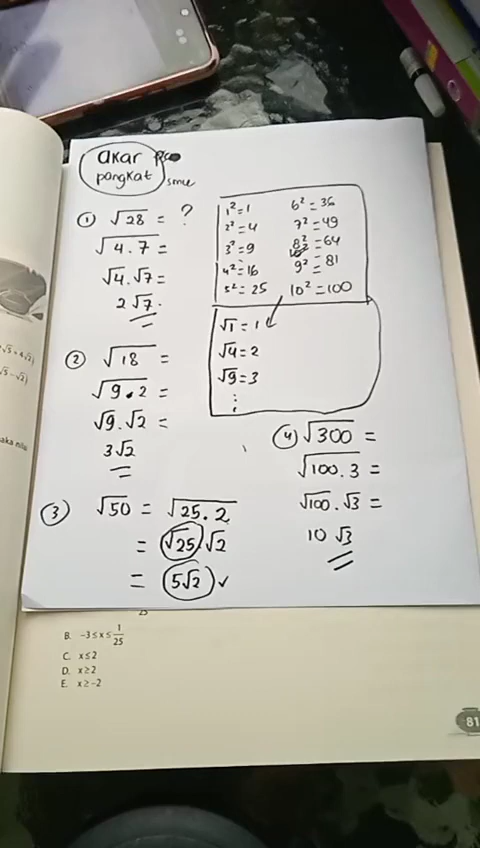 akar
pangkat
smu
1 √28 = ?
√4.7 =
√4.√7 =
2√7.
1² = 1
2² = 4
3² = 9
4² = 16
5² = 25
6² = 36
7² = 49
8² = 64
9² = 81
10² = 100
√1 = 1
√4 = 2
√9 = 3
⋮
2 √18 =
√9.2 =
√9.√2 =
3√2
3 √50 = √25.2
= √25.√2
= 5√2 ✓
4 √300 =
√100.3 =
√100.√3 =
10√3
B. -3 ≤ x ≤ 1/25
C. x ≤ 2
D. x ≥ 2
E. x ≥ -2
81